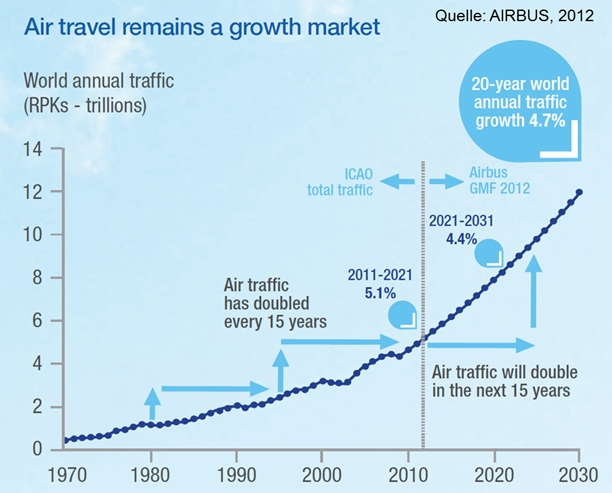 Quelle: AIRBUS, 2012
Air travel remains a growth market
World annual traffic
(RPKs - trillions)
20-year world
annual traffic
growth 4.7%
14
12
10
8
6
4
2
0
ICAO
total traffic
Airbus
GMF 2012
2021-2031
4.4%
2011-2021
5.1%
Air traffic
has doubled
every 15 years
Air traffic will double
in the next 15 years
1970
1980
1990
2000
2010
2020
2030